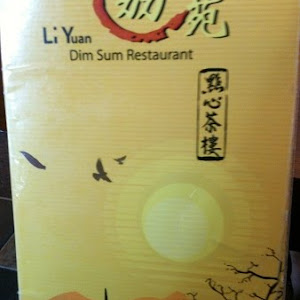 苑
Li Yuan
Dim Sum Restaurant
點心茶樓